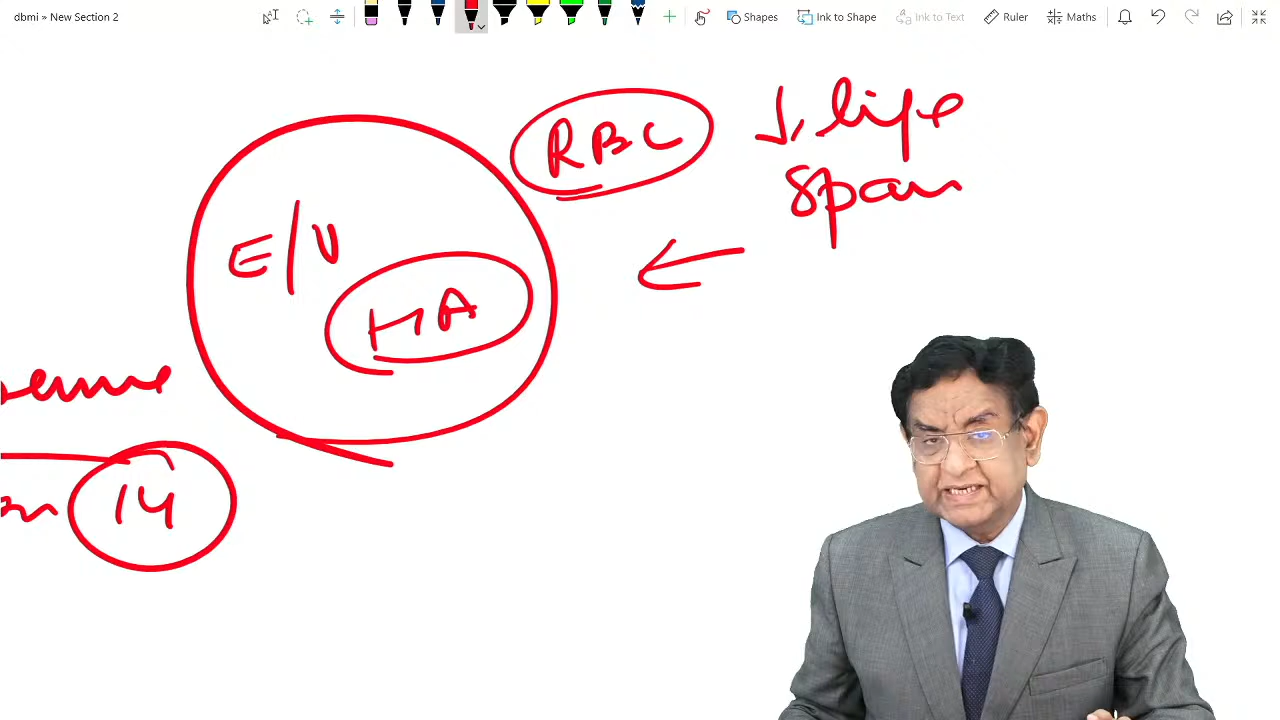 dbmi » New Section 2
Shapes
Ink to Shape
Ink to Text
Ruler
Maths
RBC
↓ life
span
E/V
HA
14